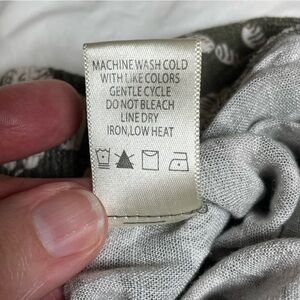 MACHINE WASH COLD
WITH LIKE COLORS
GENTLE CYCLE
DO NOT BLEACH
LINE DRY
IRON,LOW HEAT